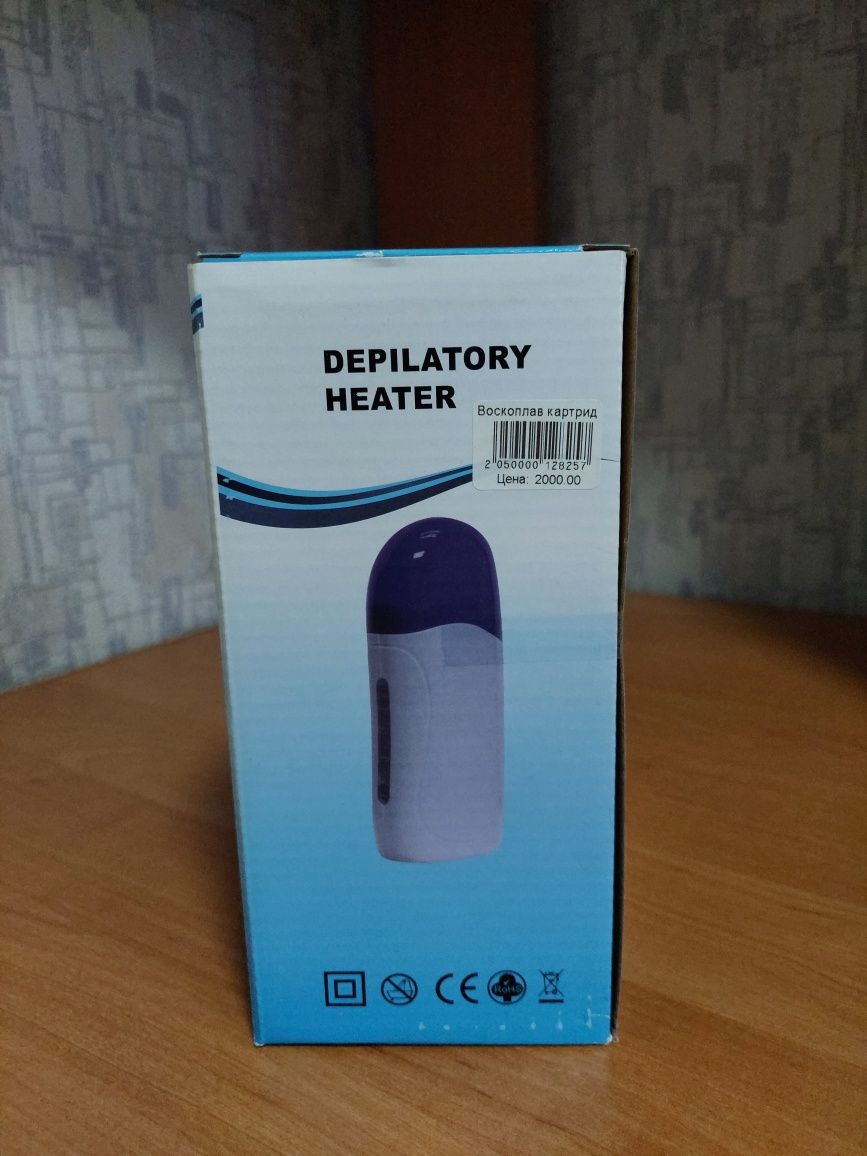 DEPILATORY
HEATER
Воскоплав картрид
2 050000 128257
Цена: 2000.00
CE
RoHS